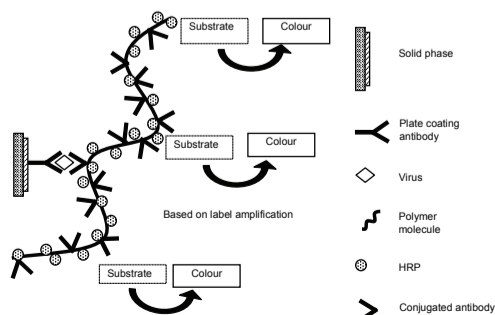 Substrate
Colour
Solid phase
Plate coating
antibody
Substrate
Colour
Virus
Based on label amplification
Polymer
molecule
HRP
Substrate
Colour
Conjugated antibody